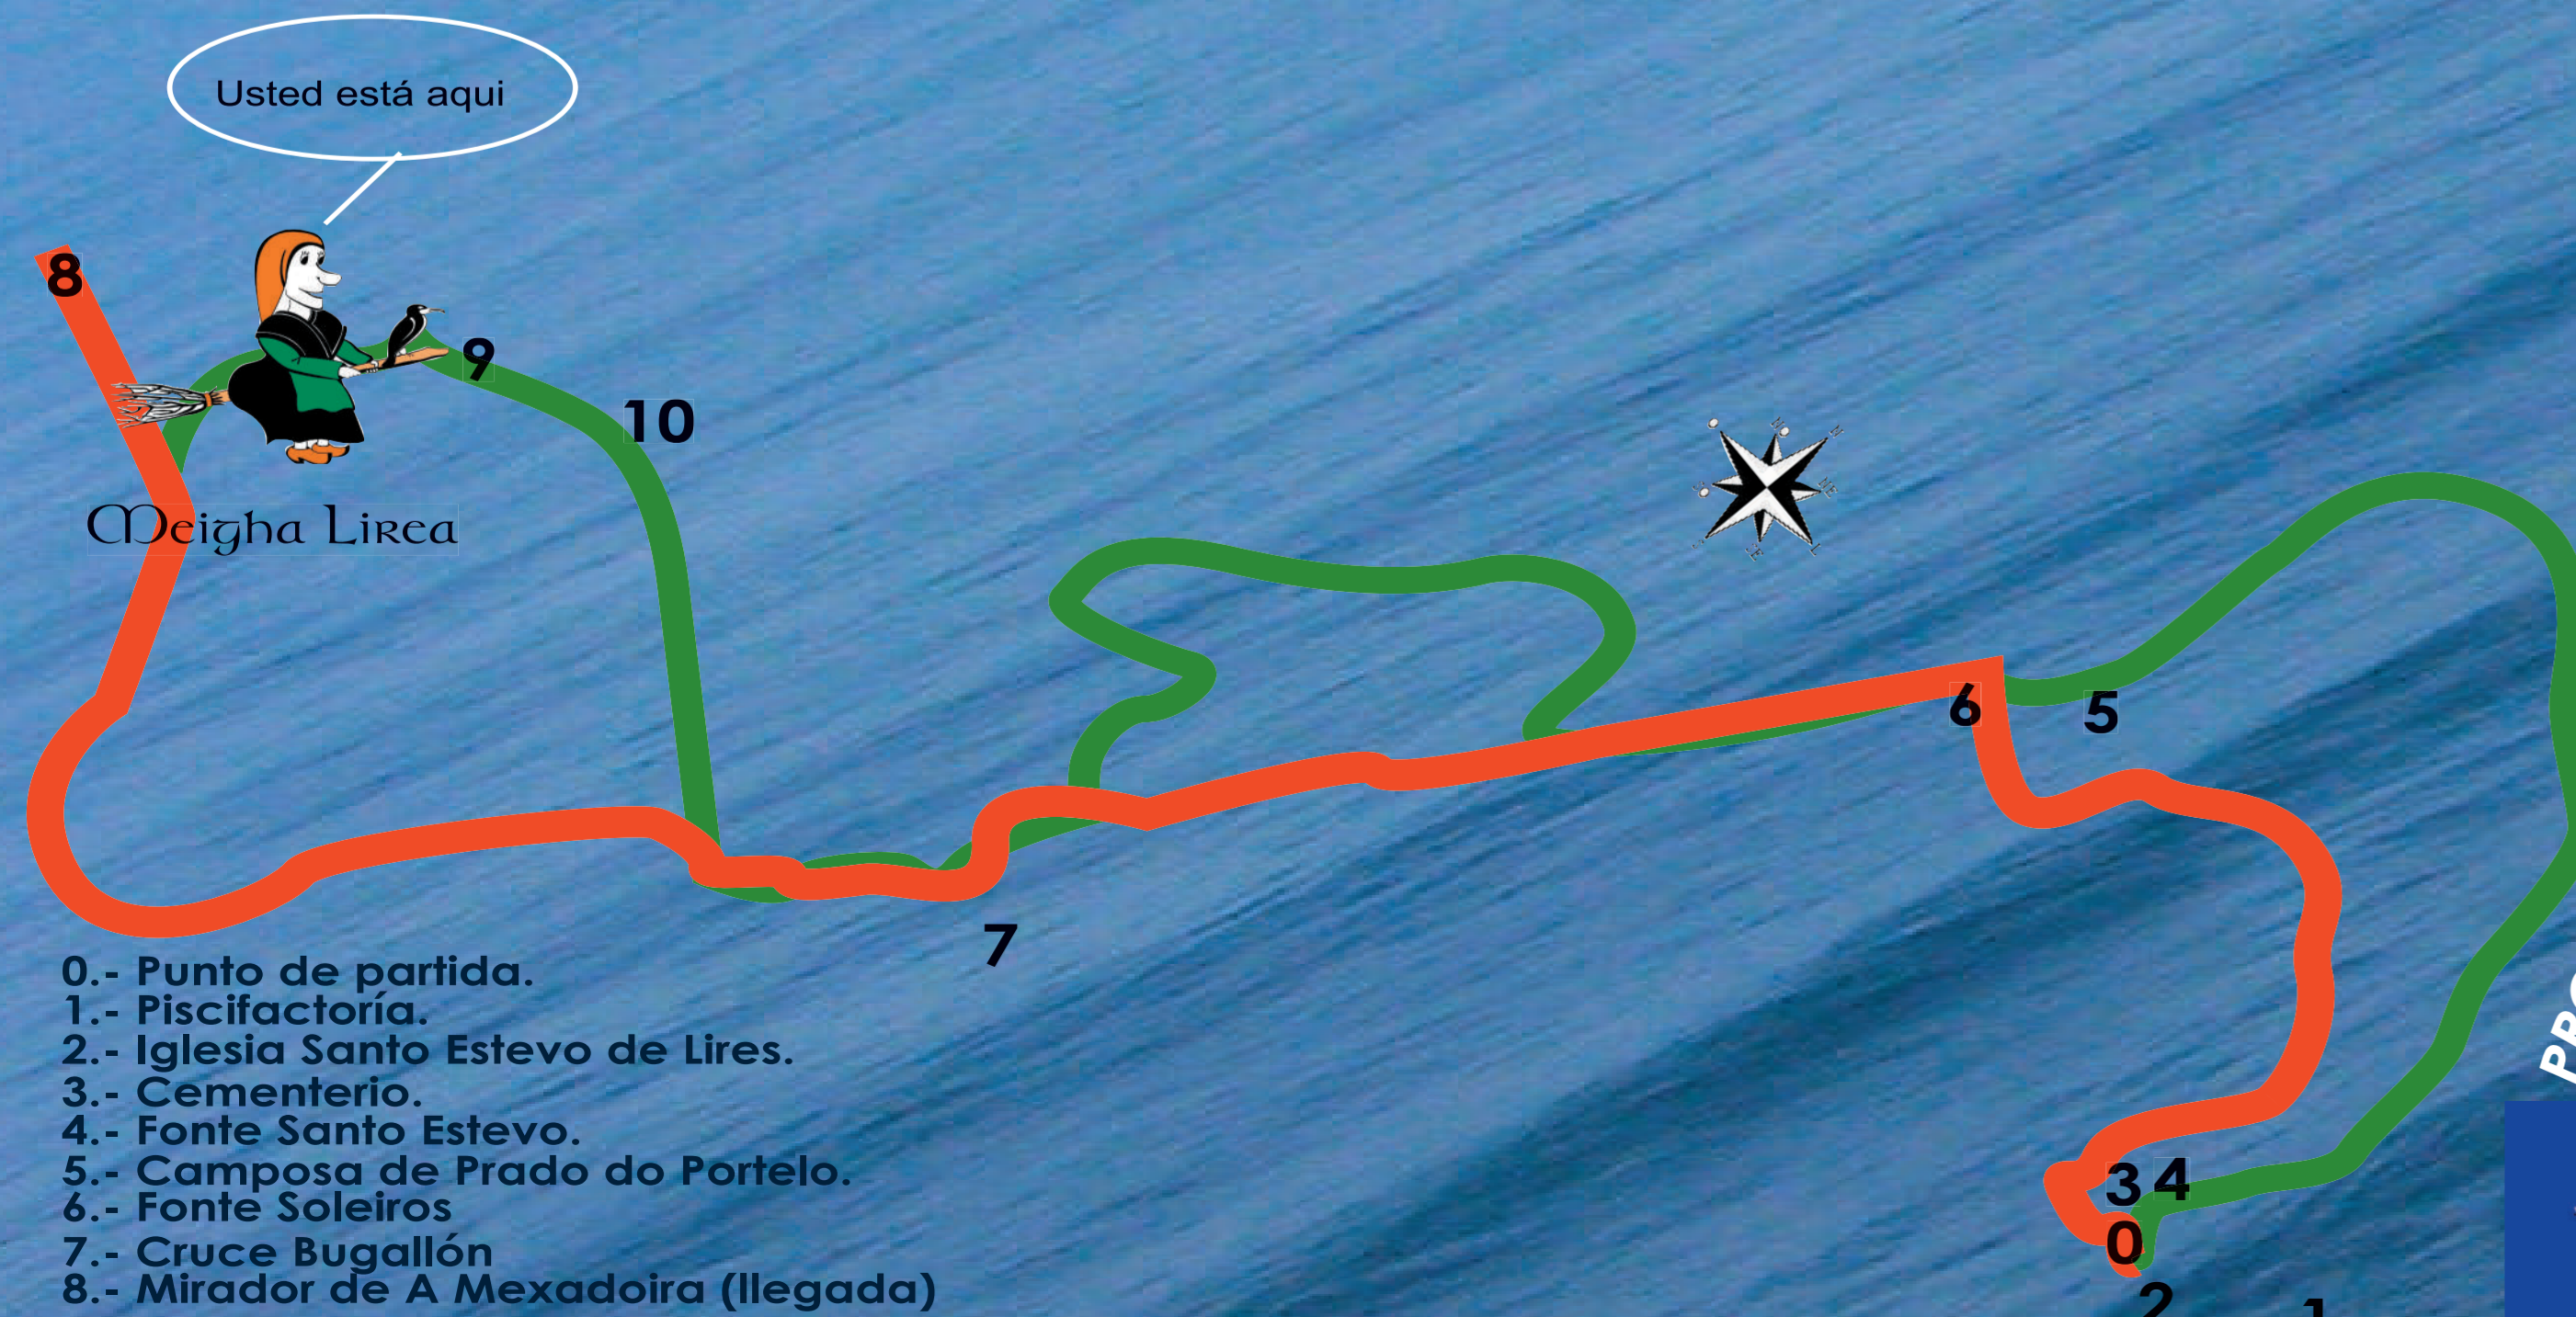 Usted está aqui
8
9
10
Meigha Lirea
6
5
7
3 4
0
2
1
0.- Punto de partida.
1.- Piscifactoría.
2.- Iglesia Santo Estevo de Lires.
3.- Cementerio.
4.- Fonte Santo Estevo.
5.- Camposa de Prado do Portelo.
6.- Fonte Soleiros
7.- Cruce Bugallón
8.- Mirador de A Mexadoira (llegada)